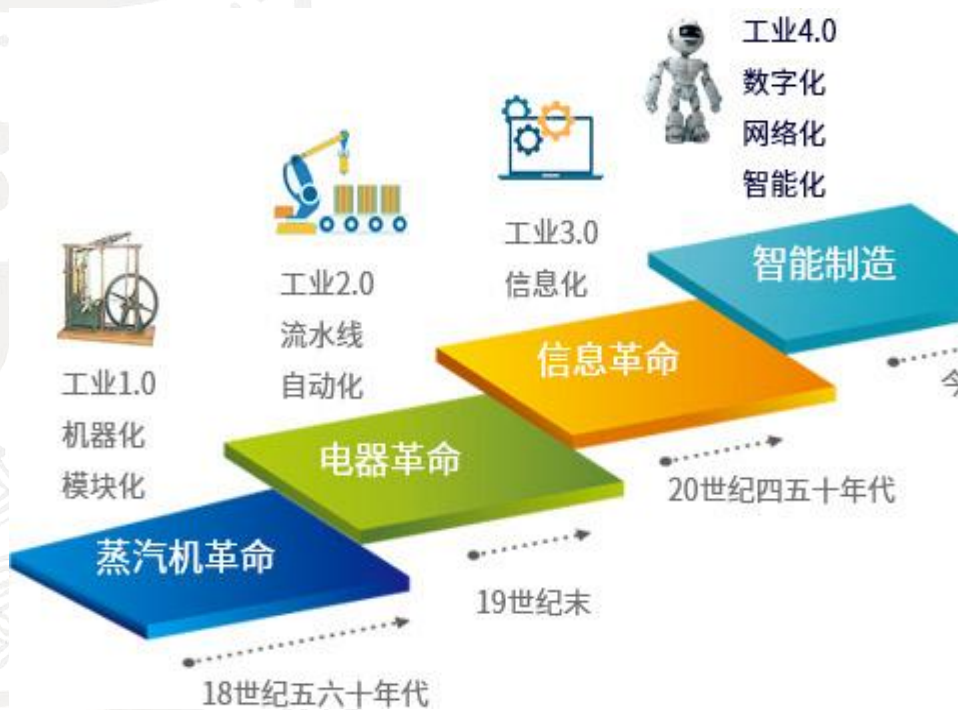 工业4.0
数字化
网络化
智能化
工业3.0
信息化
工业2.0
流水线
自动化
工业1.0
机器化
模块化
智能制造
信息革命
电器革命
蒸汽机革命
20世纪四五十年代
19世纪末
18世纪五六十年代